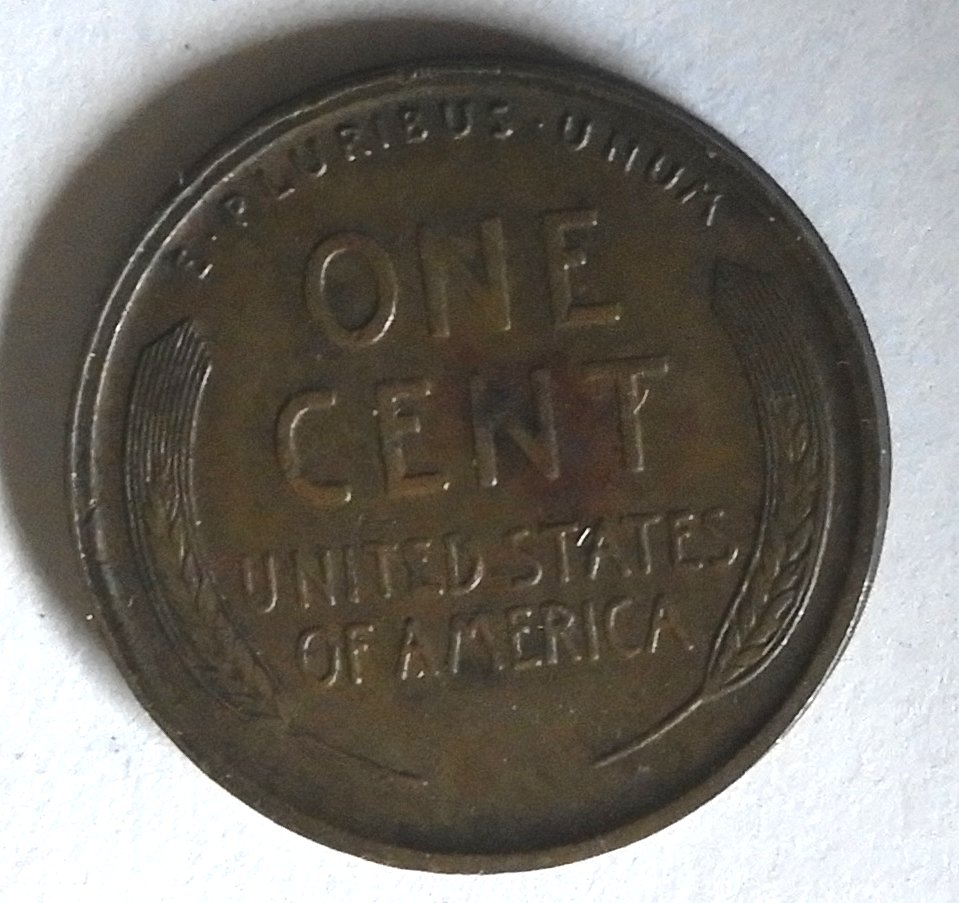 E·PLURIBUS·UNUM
ONE
CENT
UNITED STATES
OF AMERICA